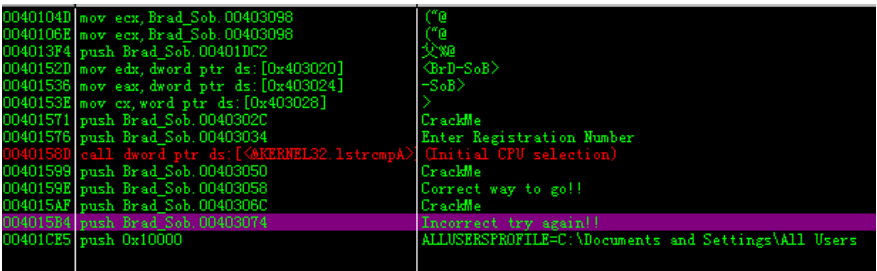 0040104D mov ecx,Brad_Sob.00403098 (“@
0040106E mov ecx,Brad_Sob.00403098 (“@
004013F4 push Brad_Sob.00401DC2 父%@
0040152D mov edx,dword ptr ds:[0x403020] <BrD-SoB>
00401536 mov eax,dword ptr ds:[0x403024] -SoB>
0040153E mov cx,word ptr ds:[0x403028] >
00401571 push Brad_Sob.0040302C CrackMe
00401576 push Brad_Sob.00403034 Enter Registration Number
0040158D call dword ptr ds:[<&KERNEL32.lstrcmpA>] (Initial CPU selection)
00401599 push Brad_Sob.00403050 CrackMe
0040159E push Brad_Sob.00403058 Correct way to go!!
004015AF push Brad_Sob.0040306C CrackMe
004015B4 push Brad_Sob.00403074 Incorrect try again!!
00401CE5 push 0x10000 ALLUSERSPROFILE=C:\Documents and Settings\All Users